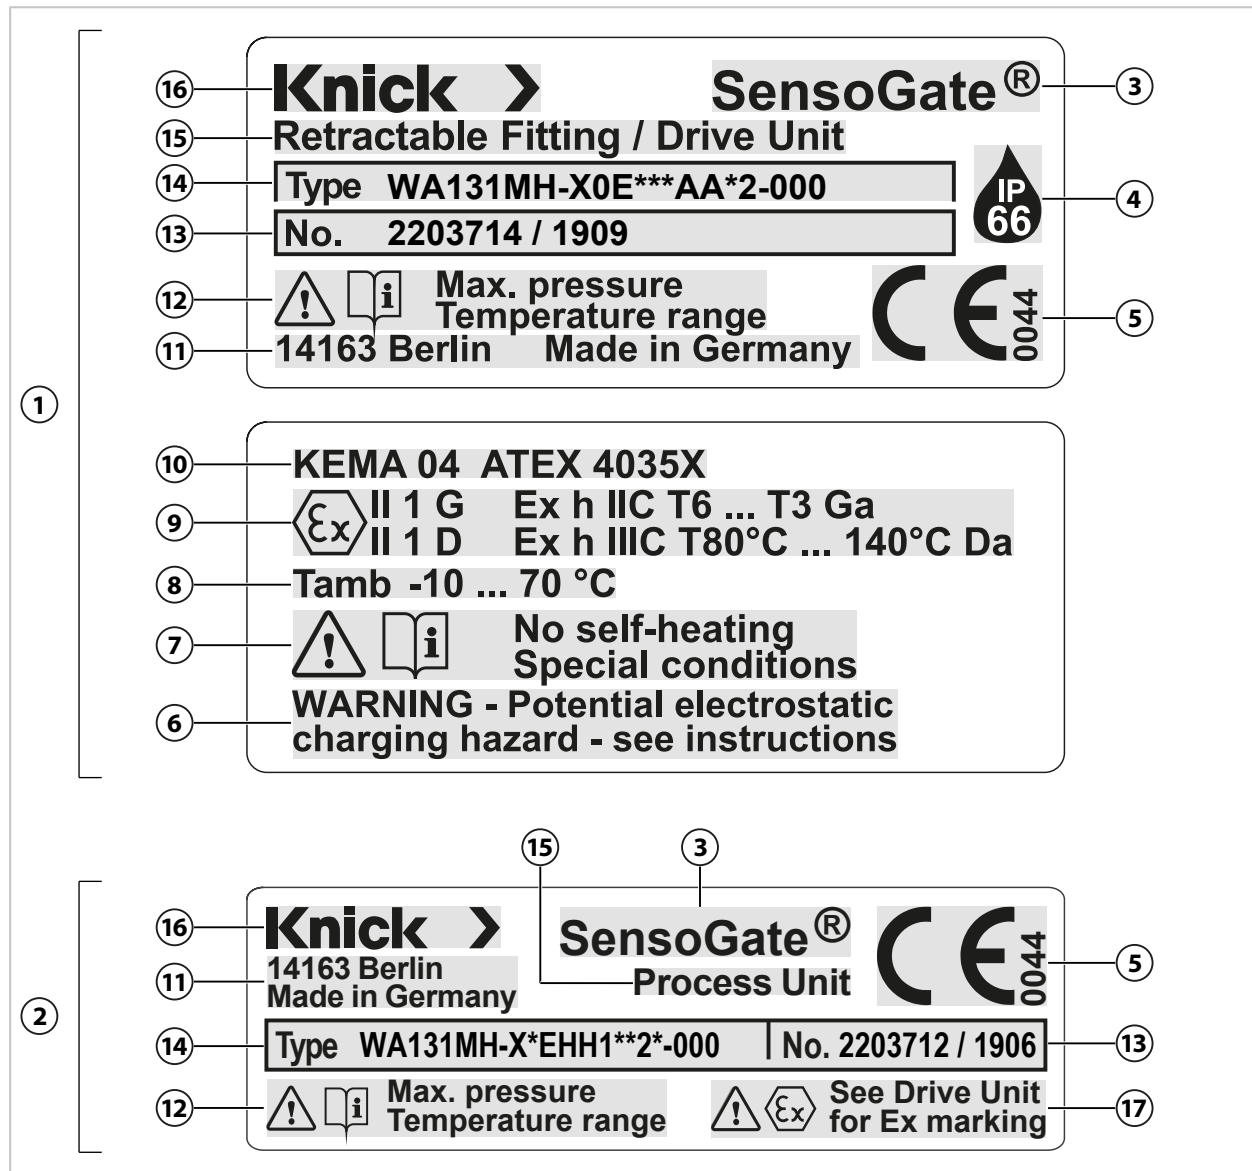 1
16
Knick >
SensoGate®
3
15
Retractable Fitting / Drive Unit
14
Type WA131MH-X0E***AA*2-000
IP
66
4
13
No. 2203714 / 1909
12
Max. pressure
Temperature range
CE 0044
5
11
14163 Berlin Made in Germany
10
KEMA 04 ATEX 4035X
9
Ex II 1 G Ex h IIC T6 ... T3 Ga
II 1 D Ex h IIIC T80°C ... 140°C Da
8
Tamb -10 ... 70 °C
7
No self-heating
Special conditions
6
WARNING - Potential electrostatic
charging hazard - see instructions
2
15
3
16
Knick >
SensoGate®
CE 0044
5
11
14163 Berlin
Made in Germany
Process Unit
14
Type WA131MH-X*EHH1**2*-000
No. 2203712 / 1906
13
12
Max. pressure
Temperature range
Ex
See Drive Unit
for Ex marking
17